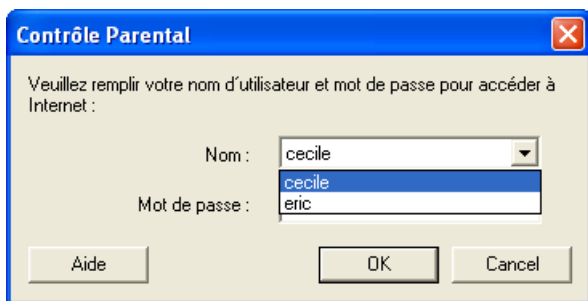 Contrôle Parental
Veuillez remplir votre nom d´utilisateur et mot de passe pour accéder à
Internet :
Nom :
cecile
cecile
eric
Mot de passe :
Aide
OK
Cancel